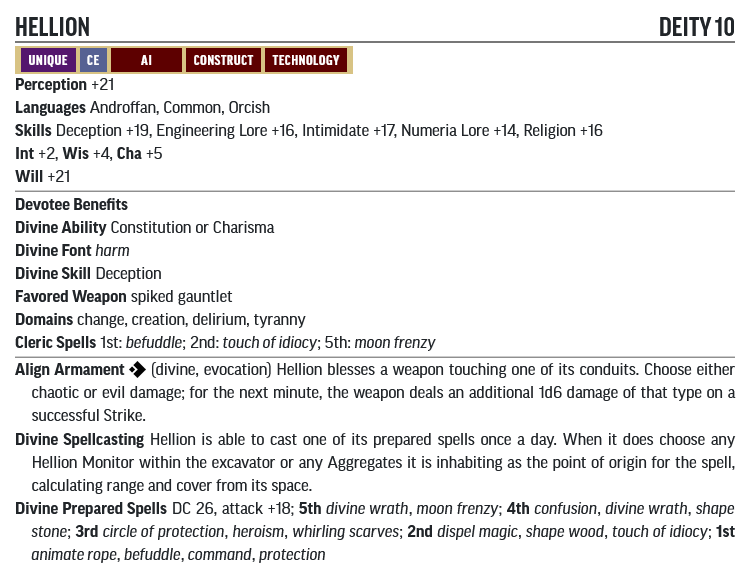 HELLION DEITY 10
UNIQUE CE AI CONSTRUCT TECHNOLOGY
Perception +21
Languages Androffan, Common, Orcish
Skills Deception +19, Engineering Lore +16, Intimidate +17, Numeria Lore +14, Religion +16
Int +2, Wis +4, Cha +5
Will +21
Devotee Benefits
Divine Ability Constitution or Charisma
Divine Font harm
Divine Skill Deception
Favored Weapon spiked gauntlet
Domains change, creation, delirium, tyranny
Cleric Spells 1st: befuddle; 2nd: touch of idiocy; 5th: moon frenzy
Align Armament (divine, evocation) Hellion blesses a weapon touching one of its conduits. Choose either
chaotic or evil damage; for the next minute, the weapon deals an additional 1d6 damage of that type on a
successful Strike.
Divine Spellcasting Hellion is able to cast one of its prepared spells once a day. When it does choose any
Hellion Monitor within the excavator or any Aggregates it is inhabiting as the point of origin for the spell,
calculating range and cover from its space.
Divine Prepared Spells DC 26, attack +18; 5th divine wrath, moon frenzy; 4th confusion, divine wrath, shape
stone; 3rd circle of protection, heroism, whirling scarves; 2nd dispel magic, shape wood, touch of idiocy; 1st
animate rope, befuddle, command, protection